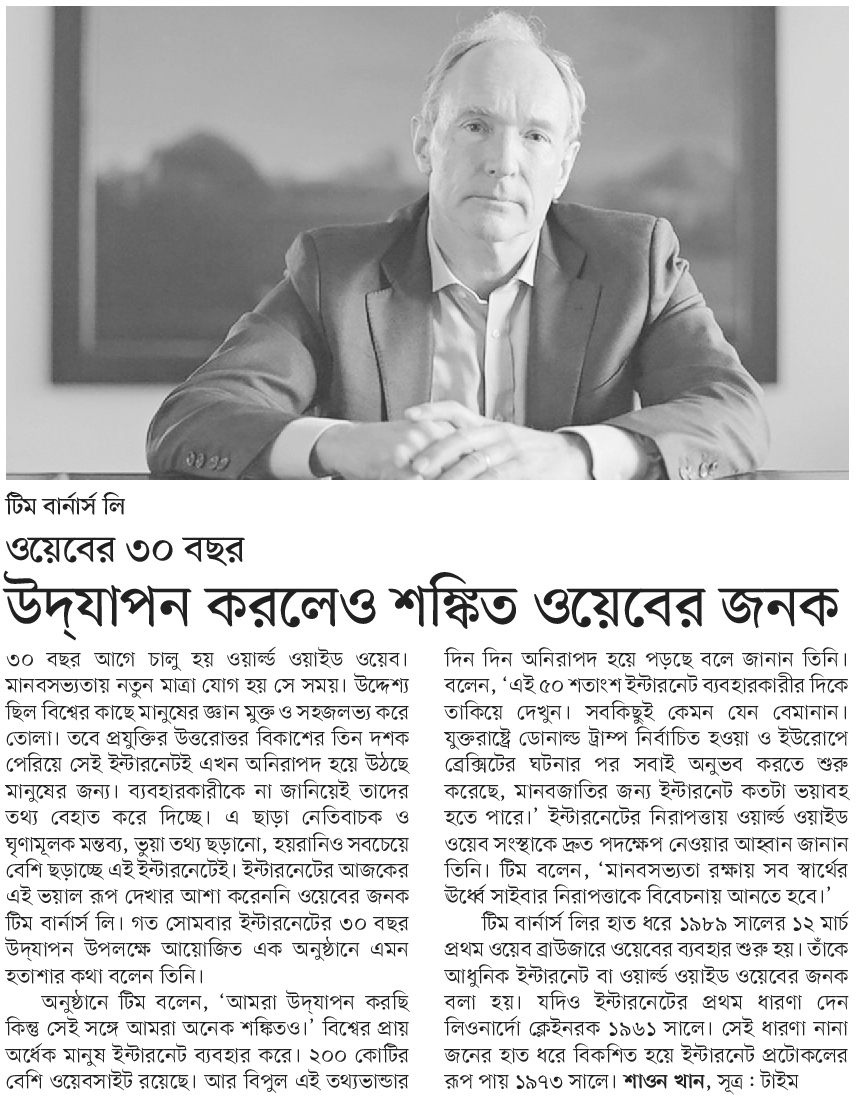 টিম বার্নার্স লি
ওয়েবের ৩০ বছর
উদ্‌যাপন করলেও শঙ্কিত ওয়েবের জনক
৩০ বছর আগে চালু হয় ওয়ার্ল্ড ওয়াইড ওয়েব।
মানবসভ্যতায় নতুন মাত্রা যোগ হয় সে সময়। উদ্দেশ্য
ছিল বিশ্বের কাছে মানুষের জ্ঞান মুক্ত ও সহজলভ্য করে
তোলা। তবে প্রযুক্তির উত্তরোত্তর বিকাশের তিন দশক
পেরিয়ে সেই ইন্টারনেটই এখন অনিরাপদ হয়ে উঠছে
মানুষের জন্য। ব্যবহারকারীকে না জানিয়েই তাদের
তথ্য বেহাত করে দিচ্ছে। এ ছাড়া নেতিবাচক ও
ঘৃণামূলক মন্তব্য, ভুয়া তথ্য ছড়ানো, হয়রানিও সবচেয়ে
বেশি ছড়াচ্ছে এই ইন্টারনেটেই। ইন্টারনেটের আজকের
এই ভয়াল রূপ দেখার আশা করেননি ওয়েবের জনক
টিম বার্নার্স লি। গত সোমবার ইন্টারনেটের ৩০ বছর
উদ্‌যাপন উপলক্ষে আয়োজিত এক অনুষ্ঠানে এমন
হতাশার কথা বলেন তিনি।
অনুষ্ঠানে টিম বলেন, ‘আমরা উদ্‌যাপন করছি
কিন্তু সেই সঙ্গে আমরা অনেক শঙ্কিতও।’ বিশ্বের প্রায়
অর্ধেক মানুষ ইন্টারনেট ব্যবহার করে। ২০০ কোটির
বেশি ওয়েবসাইট রয়েছে। আর বিপুল এই তথ্যভান্ডার
দিন দিন অনিরাপদ হয়ে পড়ছে বলে জানান তিনি।
বলেন, ‘এই ৫০ শতাংশ ইন্টারনেট ব্যবহারকারীর দিকে
তাকিয়ে দেখুন। সবকিছুই কেমন যেন বেমানান।
যুক্তরাষ্ট্রে ডোনাল্ড ট্রাম্প নির্বাচিত হওয়া ও ইউরোপে
ব্রেক্সিটের ঘটনার পর সবাই অনুভব করতে শুরু
করেছে, মানবজাতির জন্য ইন্টারনেট কতটা ভয়াবহ
হতে পারে।’ ইন্টারনেটের নিরাপত্তায় ওয়ার্ল্ড ওয়াইড
ওয়েব সংস্থাকে দ্রুত পদক্ষেপ নেওয়ার আহ্বান জানান
তিনি। টিম বলেন, ‘মানবসভ্যতা রক্ষায় সব স্বার্থের
ঊর্ধ্বে সাইবার নিরাপত্তাকে বিবেচনায় আনতে হবে।’
টিম বার্নার্স লির হাত ধরে ১৯৮৯ সালের ১২ মার্চ
প্রথম ওয়েব ব্রাউজারে ওয়েবের ব্যবহার শুরু হয়। তাঁকে
আধুনিক ইন্টারনেট বা ওয়ার্ল্ড ওয়াইড ওয়েবের জনক
বলা হয়। যদিও ইন্টারনেটের প্রথম ধারণা দেন
লিওনার্দো ক্লেইনরক ১৯৬১ সালে। সেই ধারণা নানা
জনের হাত ধরে বিকশিত হয়ে ইন্টারনেট প্রটোকলের
রূপ পায় ১৯৭৩ সালে। শাওন খান, সূত্র : টাইম